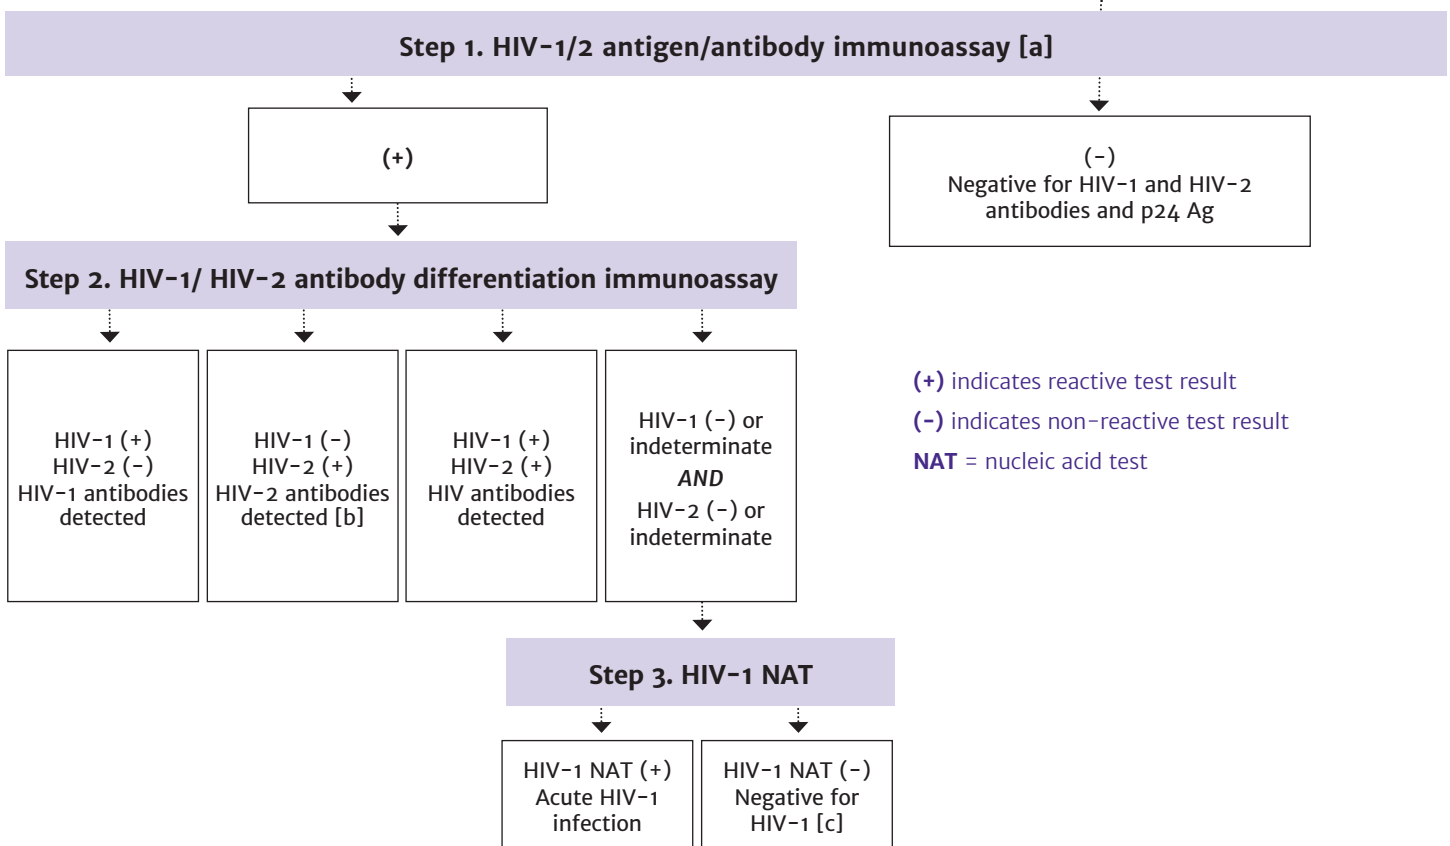 Step 1. HIV-1/2 antigen/antibody immunoassay [a]
(+)
(-)
Negative for HIV-1 and HIV-2
antibodies and p24 Ag
Step 2. HIV-1/ HIV-2 antibody differentiation immunoassay
HIV-1 (+)
HIV-2 (-)
HIV-1 antibodies
detected
HIV-1 (-)
HIV-2 (+)
HIV-2 antibodies
detected [b]
HIV-1 (+)
HIV-2 (+)
HIV antibodies
detected
HIV-1 (-) or
indeterminate
AND
HIV-2 (-) or
indeterminate
(+) indicates reactive test result
(-) indicates non-reactive test result
NAT = nucleic acid test
Step 3. HIV-1 NAT
HIV-1 NAT (+)
Acute HIV-1
infection
HIV-1 NAT (-)
Negative for
HIV-1 [c]